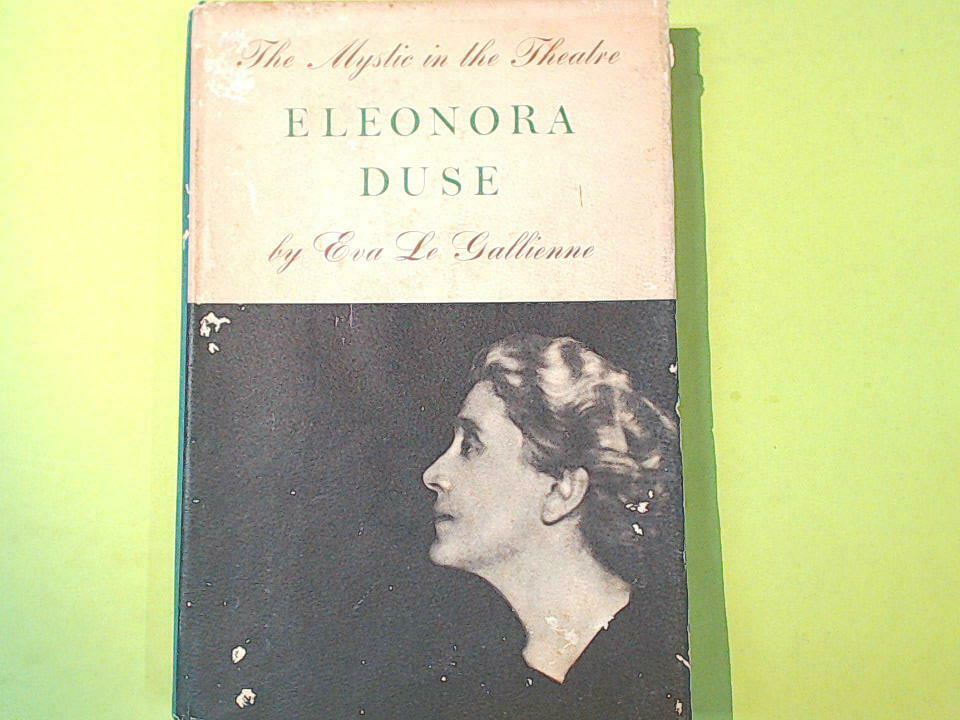 The Mystic in the Theatre
ELEONORA
DUSE
by Eva Le Gallienne